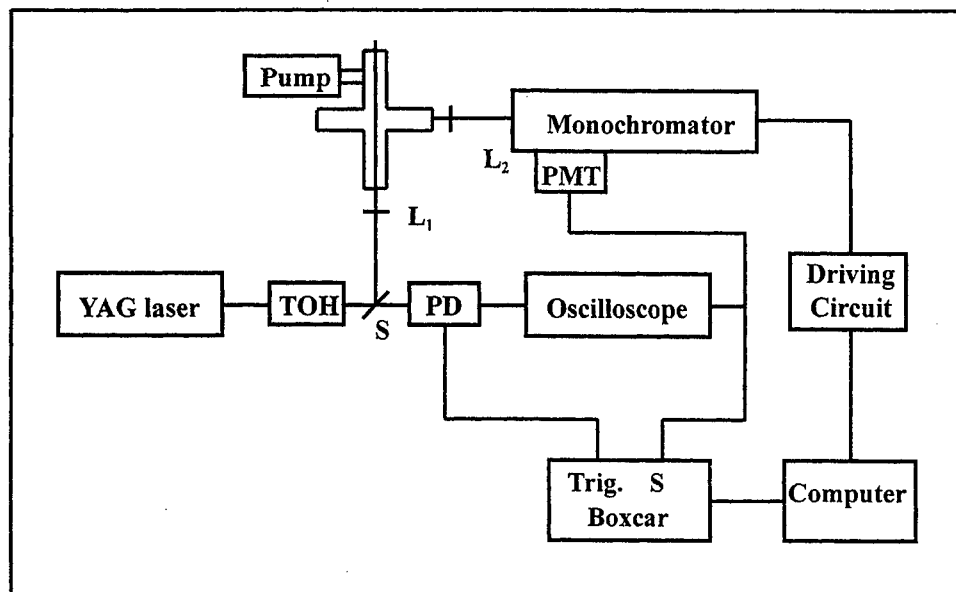 Pump
Monochromator
L2
PMT
L1
YAG laser
TOH
S
PD
Oscilloscope
Driving
Circuit
Trig. S
Boxcar
Computer